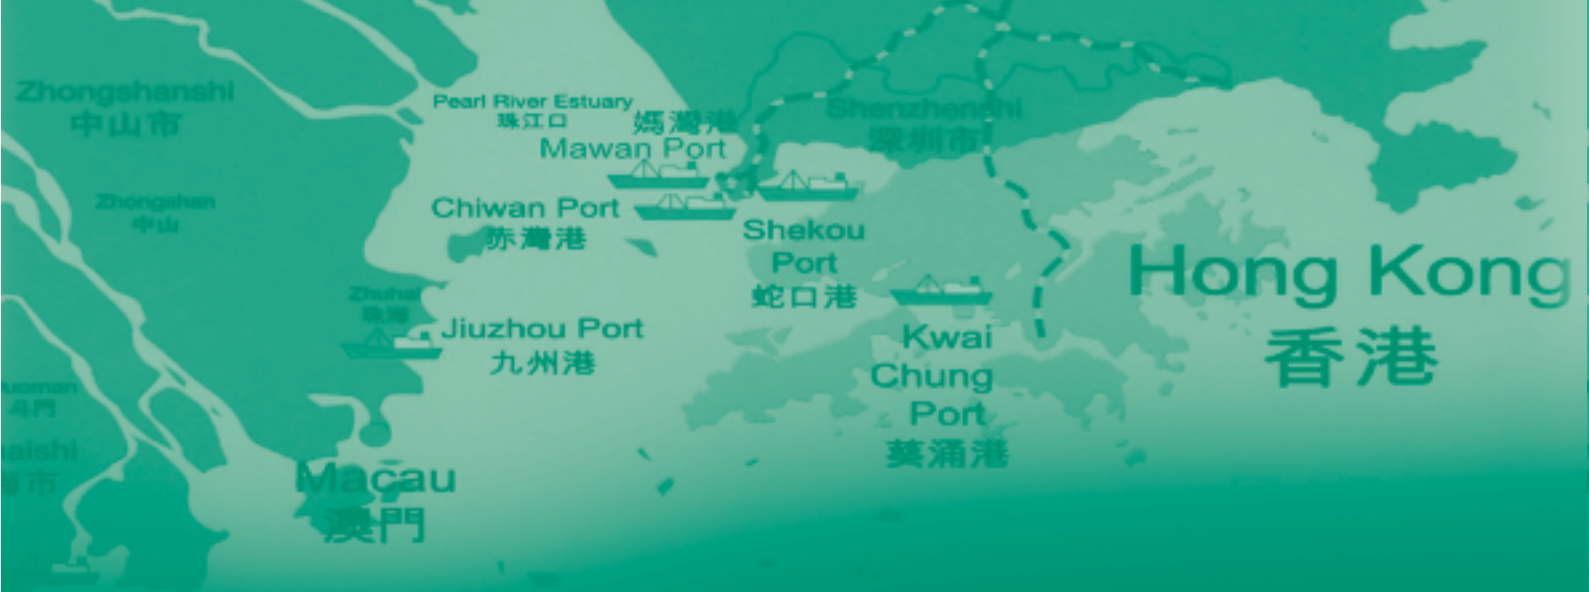 Zhongshanshi
中山市
Pearl River Estuary
珠江口
媽灣港
Mawan Port
Shenzhenshi
深圳市
Zhongshan
中山
Chiwan Port
赤灣港
Shekou
Port
蛇口港
Hong Kong
香港
Zhuhai
珠海
Jiuzhou Port
九州港
Kwai
Chung
Port
葵涌港
斗門
Macau
澳門